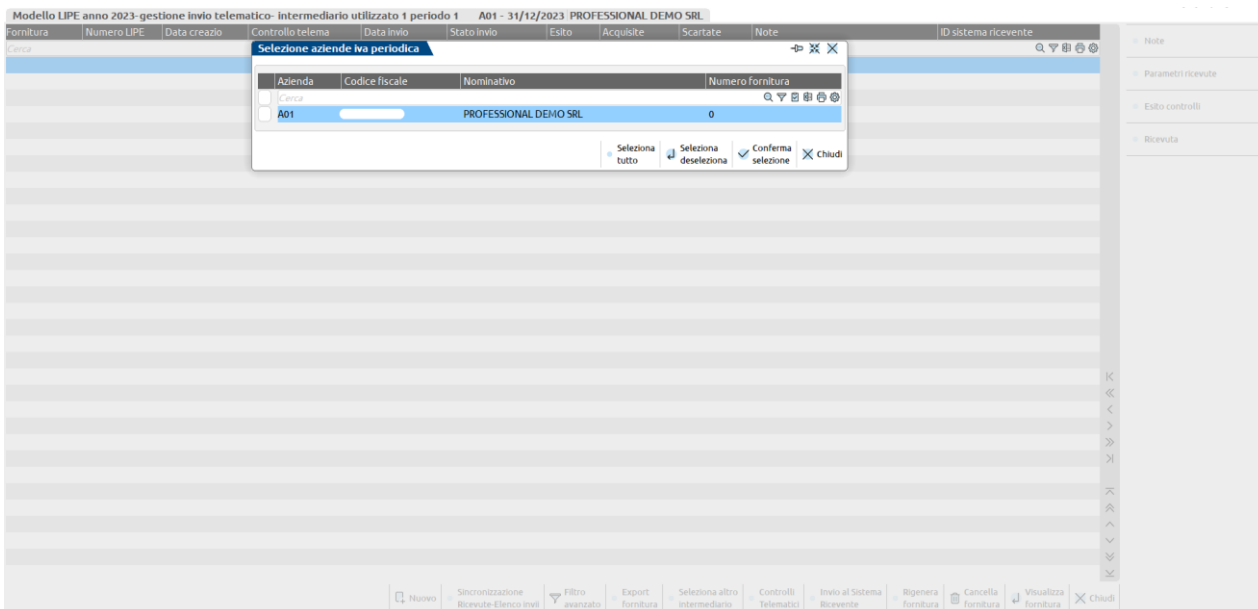 Modello LIPE anno 2023-gestione invio telematico- intermediario utilizzato 1 periodo 1 A01 - 31/12/2023 PROFESSIONAL DEMO SRL
Fornitura Numero LIPE Data creazio Controllo telema Data invio Stato invio Esito Acquisite Scartate Note ID sistema ricevente
Cerca
Note
Parametri ricevute
Esito controlli
Ricevuta
Selezione aziende iva periodica
Azienda Codice fiscale Nominativo Numero fornitura
Cerca
A01 PROFESSIONAL DEMO SRL 0
Seleziona tutto
Seleziona deseleziona
Conferma selezione
Chiudi
Nuovo
Sincronizzazione
Ricevute-Elenco invii
Filtro
avanzato
Export
fornitura
Seleziona altro
intermediario
Controlli
Telematici
Invio al Sistema
Ricevente
Rigenera
fornitura
Cancella
fornitura
Visualizza
fornitura
Chiudi